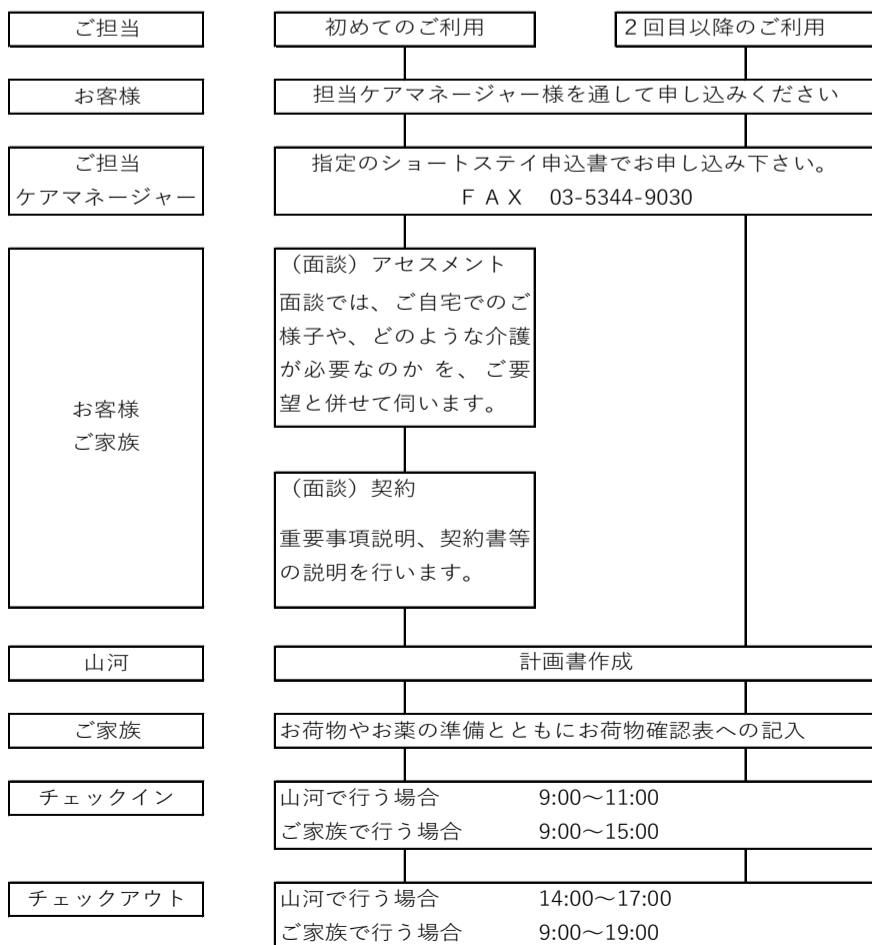 ご担当 初めてのご利用 ２回目以降のご利用
お客様 担当ケアマネージャー様を通して申し込みください
ご担当
ケアマネージャー
指定のショートステイ申込書でお申し込み下さい。
ＦＡＸ 03-5344-9030
お客様
ご家族
（面談）アセスメント
面談では、ご自宅でのご
様子や、どのような介護
が必要なのか を、ご要
望と併せて伺います。
（面談）契約
重要事項説明、契約書等
の説明を行います。
山河 計画書作成
ご家族 お荷物やお薬の準備とともにお荷物確認表への記入
チェックイン 山河で行う場合 9:00～11:00
ご家族で行う場合 9:00～15:00
チェックアウト 山河で行う場合 14:00～17:00
ご家族で行う場合 9:00～19:00